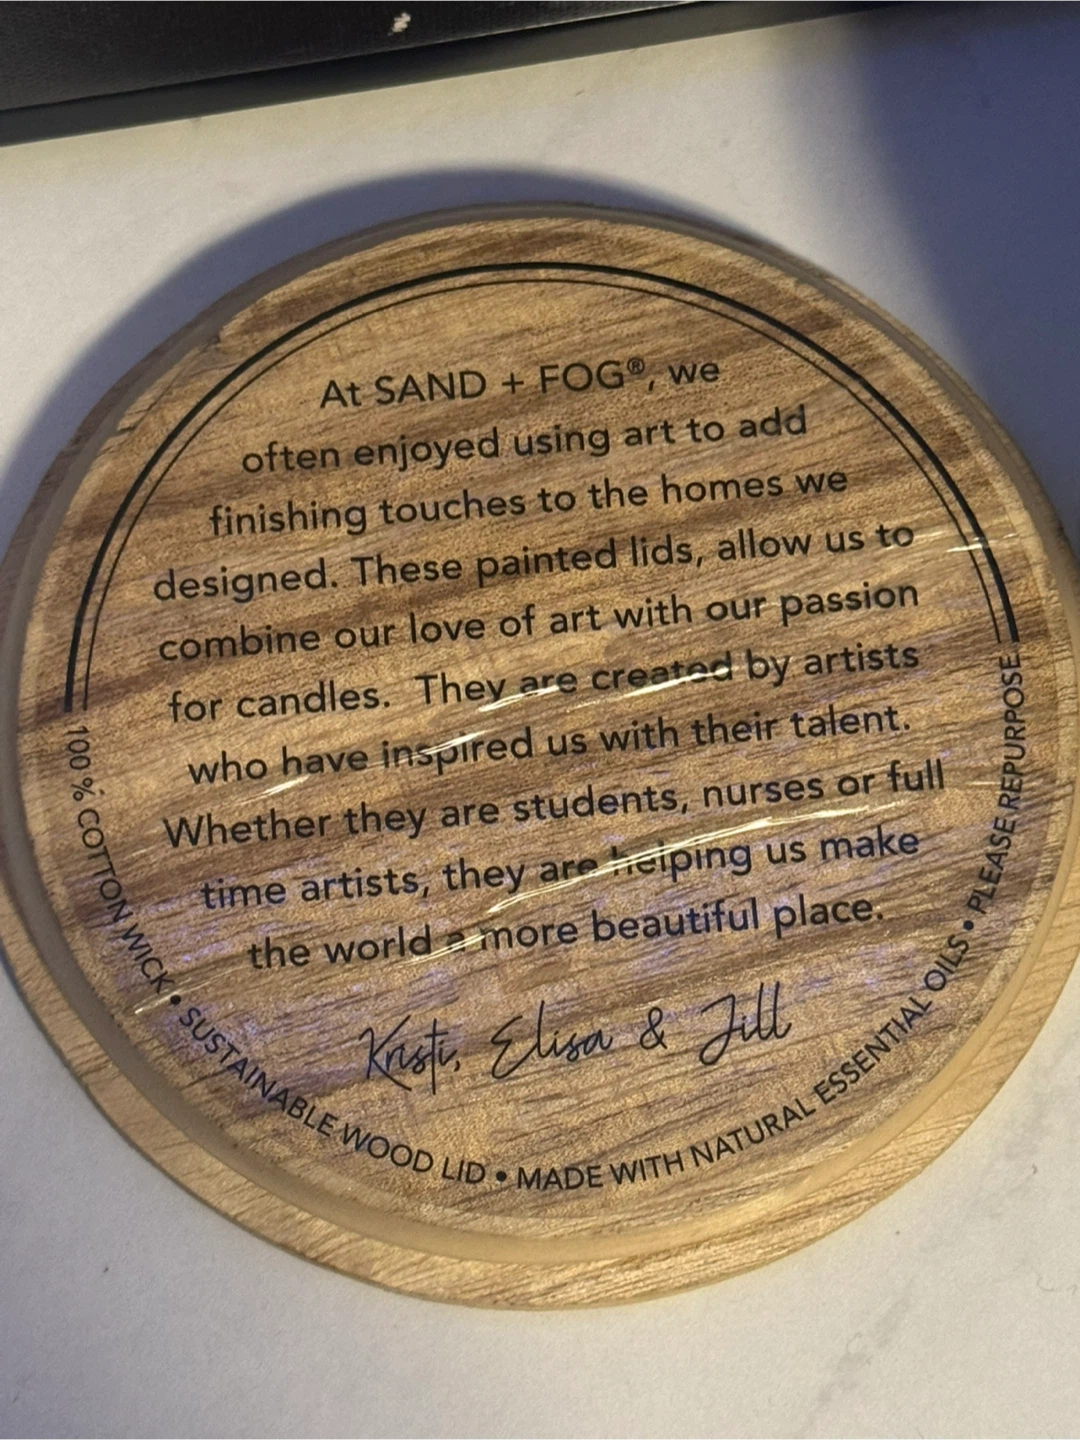 At SAND + FOG®, we
often enjoyed using art to add
finishing touches to the homes we
designed. These painted lids, allow us to
combine our love of art with our passion
for candles. They are created by artists
who have inspired us with their talent.
Whether they are students, nurses or full
time artists, they are helping us make
the world a more beautiful place.
Kristi, Elisa & Jill
100% COTTON WICK • SUSTAINABLE WOOD LID • MADE WITH NATURAL ESSENTIAL OILS • PLEASE REPURPOSE